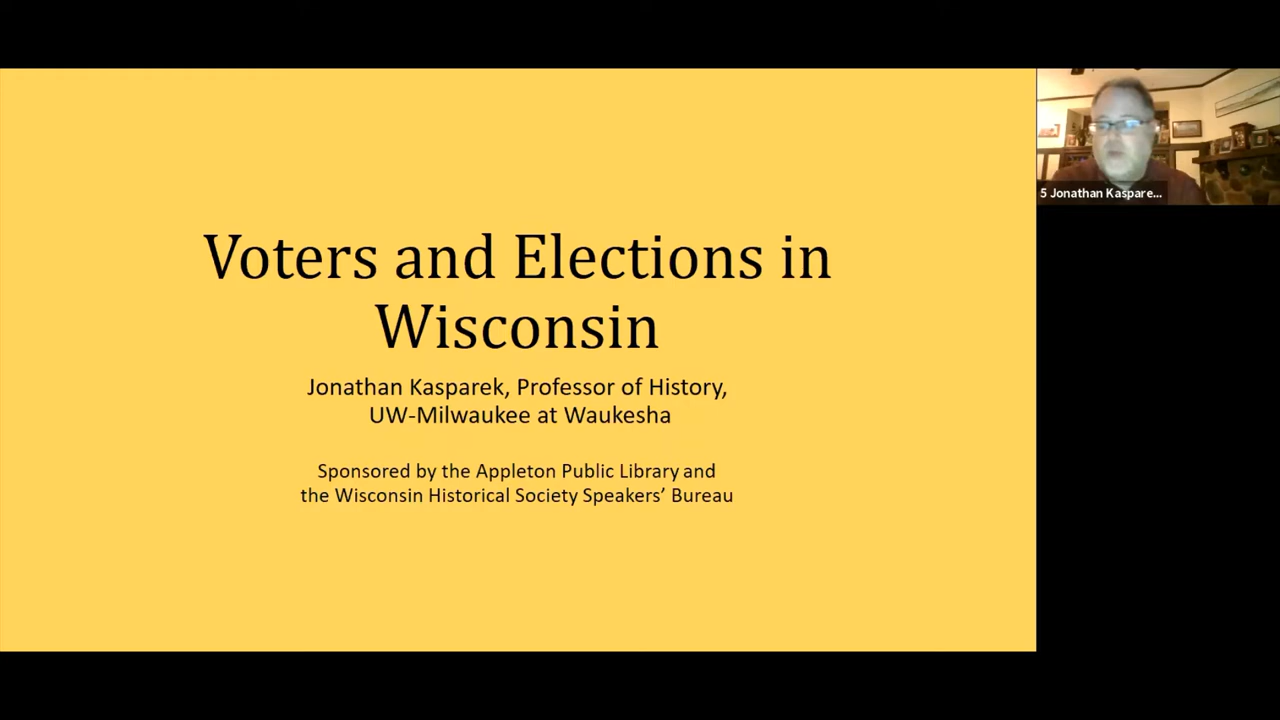 Voters and Elections in
Wisconsin
Jonathan Kasparek, Professor of History,
UW-Milwaukee at Waukesha
Sponsored by the Appleton Public Library and
the Wisconsin Historical Society Speakers’ Bureau
5 Jonathan Kaspare...